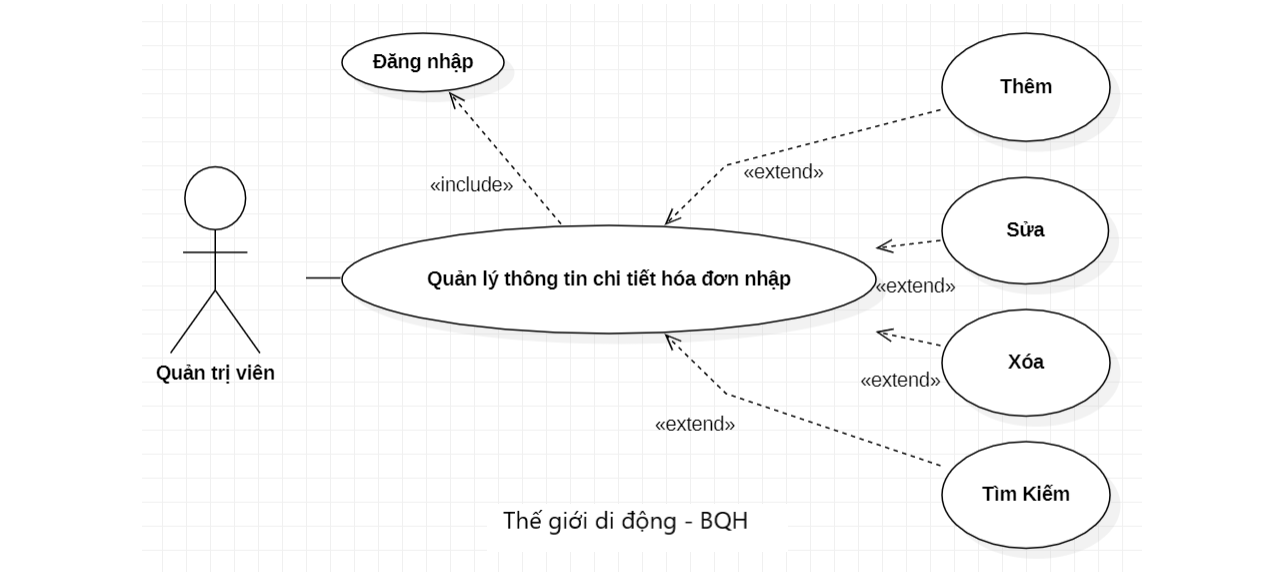 Đăng nhập
Thêm
«extend»
«include»
Sửa
Quản lý thông tin chi tiết hóa đơn nhập
«extend»
Xóa
Quản trị viên
«extend»
«extend»
Tìm Kiếm
Thế giới di động - BQH